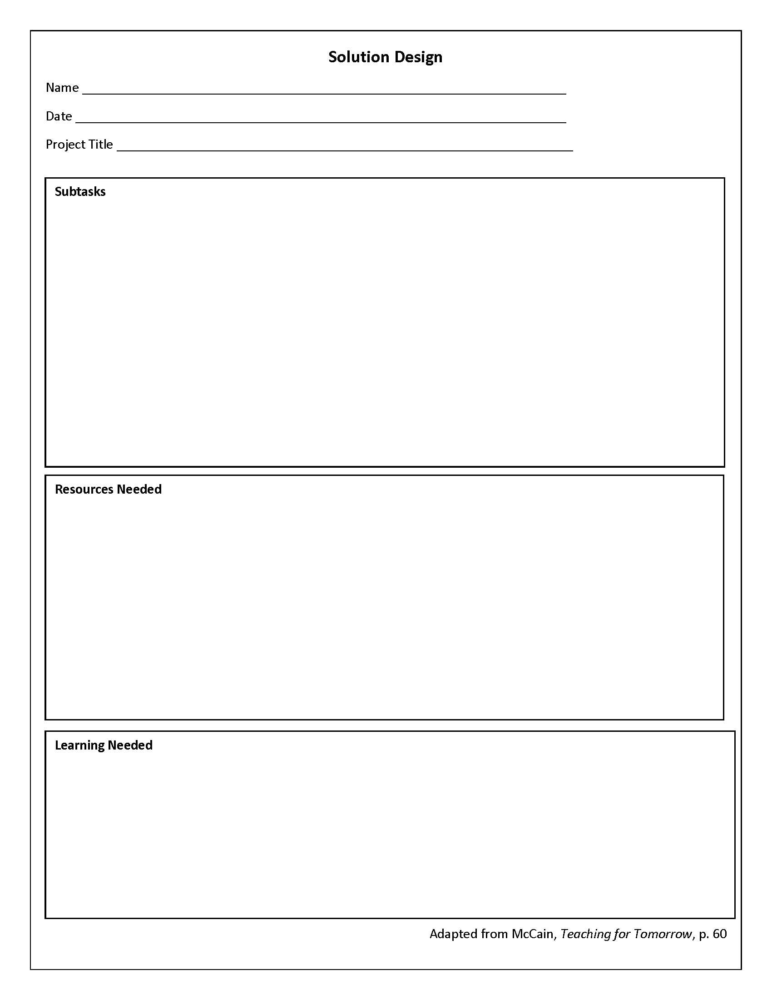 Solution Design
Name
Date
Project Title
Subtasks
Resources Needed
Learning Needed
Adapted from McCain, Teaching for Tomorrow, p. 60